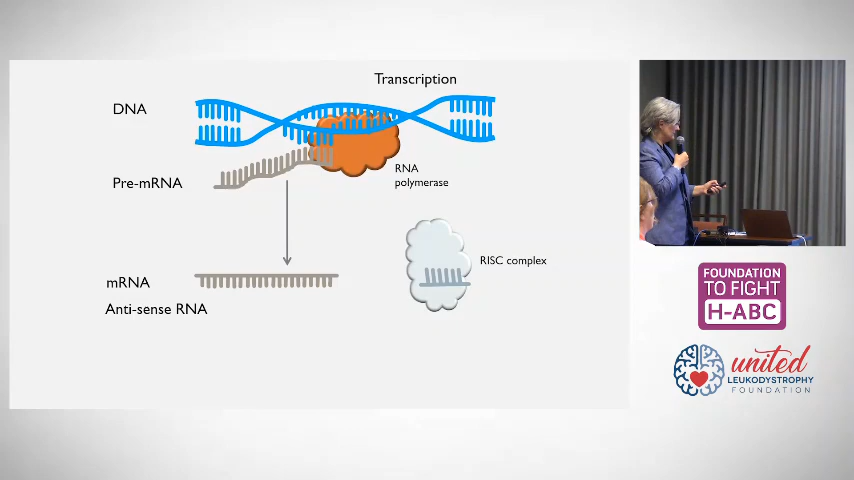 Transcription
DNA
RNA
polymerase
Pre-mRNA
RISC complex
mRNA
Anti-sense RNA
FOUNDATION
TO FIGHT
H-ABC
united
LEUKODYSTROPHY
FOUNDATION